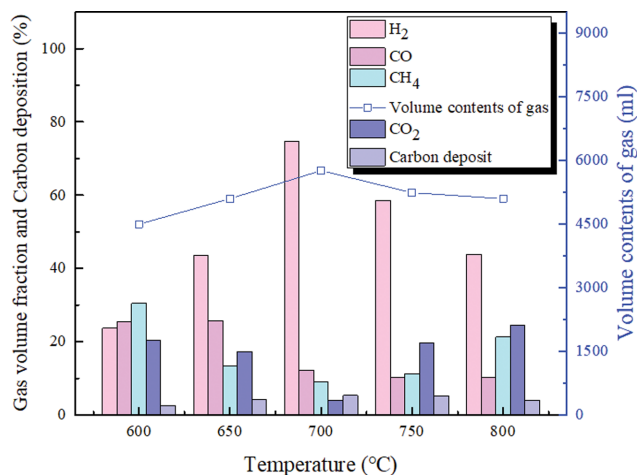 Gas volume fraction and Carbon deposition (%)
100
80
60
40
20
0
H₂
CO
CH₄
Volume contents of gas
CO₂
Carbon deposit
9000
7500
6000
4500
3000
1500
0
Volume contents of gas (ml)
600 650 700 750 800
Temperature (℃)